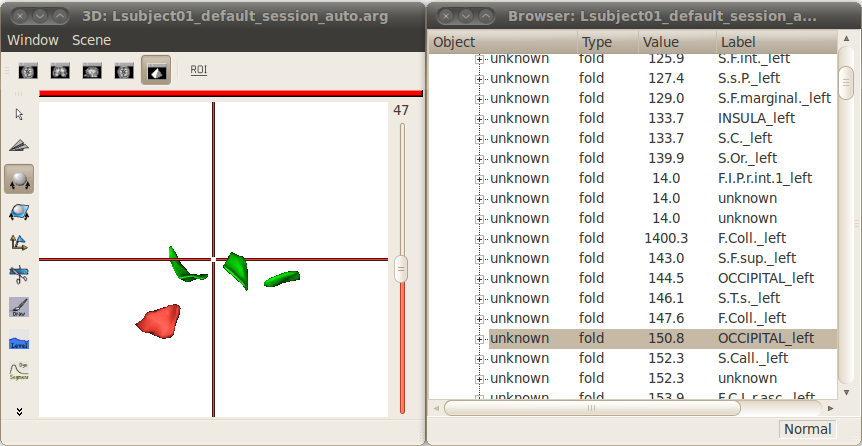 3D: Lsubject01_default_session_auto.arg
Window Scene
ROI
47
Draw
Level
Segment
Browser: Lsubject01_default_session_a...
Object Type Value Label
unknown fold 125.9 S.F.int._left
unknown fold 127.4 S.s.P._left
unknown fold 129.0 S.F.marginal._left
unknown fold 133.7 INSULA_left
unknown fold 133.7 S.C._left
unknown fold 139.9 S.Or._left
unknown fold 14.0 F.I.P.r.int.1_left
unknown fold 14.0 unknown
unknown fold 14.0 unknown
unknown fold 1400.3 F.Coll._left
unknown fold 143.0 S.F.sup._left
unknown fold 144.5 OCCIPITAL_left
unknown fold 146.1 S.T.s._left
unknown fold 147.6 F.Coll._left
unknown fold 150.8 OCCIPITAL_left
unknown fold 152.3 S.Call._left
unknown fold 152.3 unknown
unknown fold 153.9 F.C.L.r.asc._left
Normal